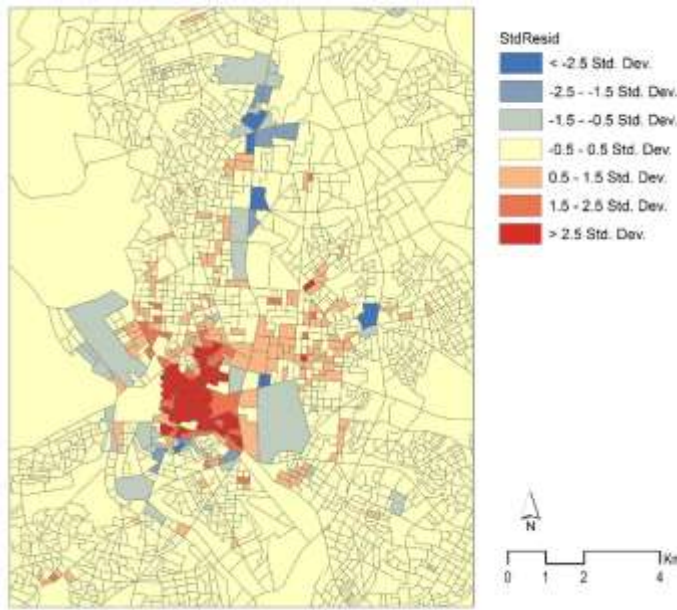 StdResid
< -2.5 Std. Dev.
-2.5 - -1.5 Std. Dev.
-1.5 - -0.5 Std. Dev.
-0.5 - 0.5 Std. Dev.
0.5 - 1.5 Std. Dev.
1.5 - 2.5 Std. Dev.
> 2.5 Std. Dev.
N
Km
0 1 2 4